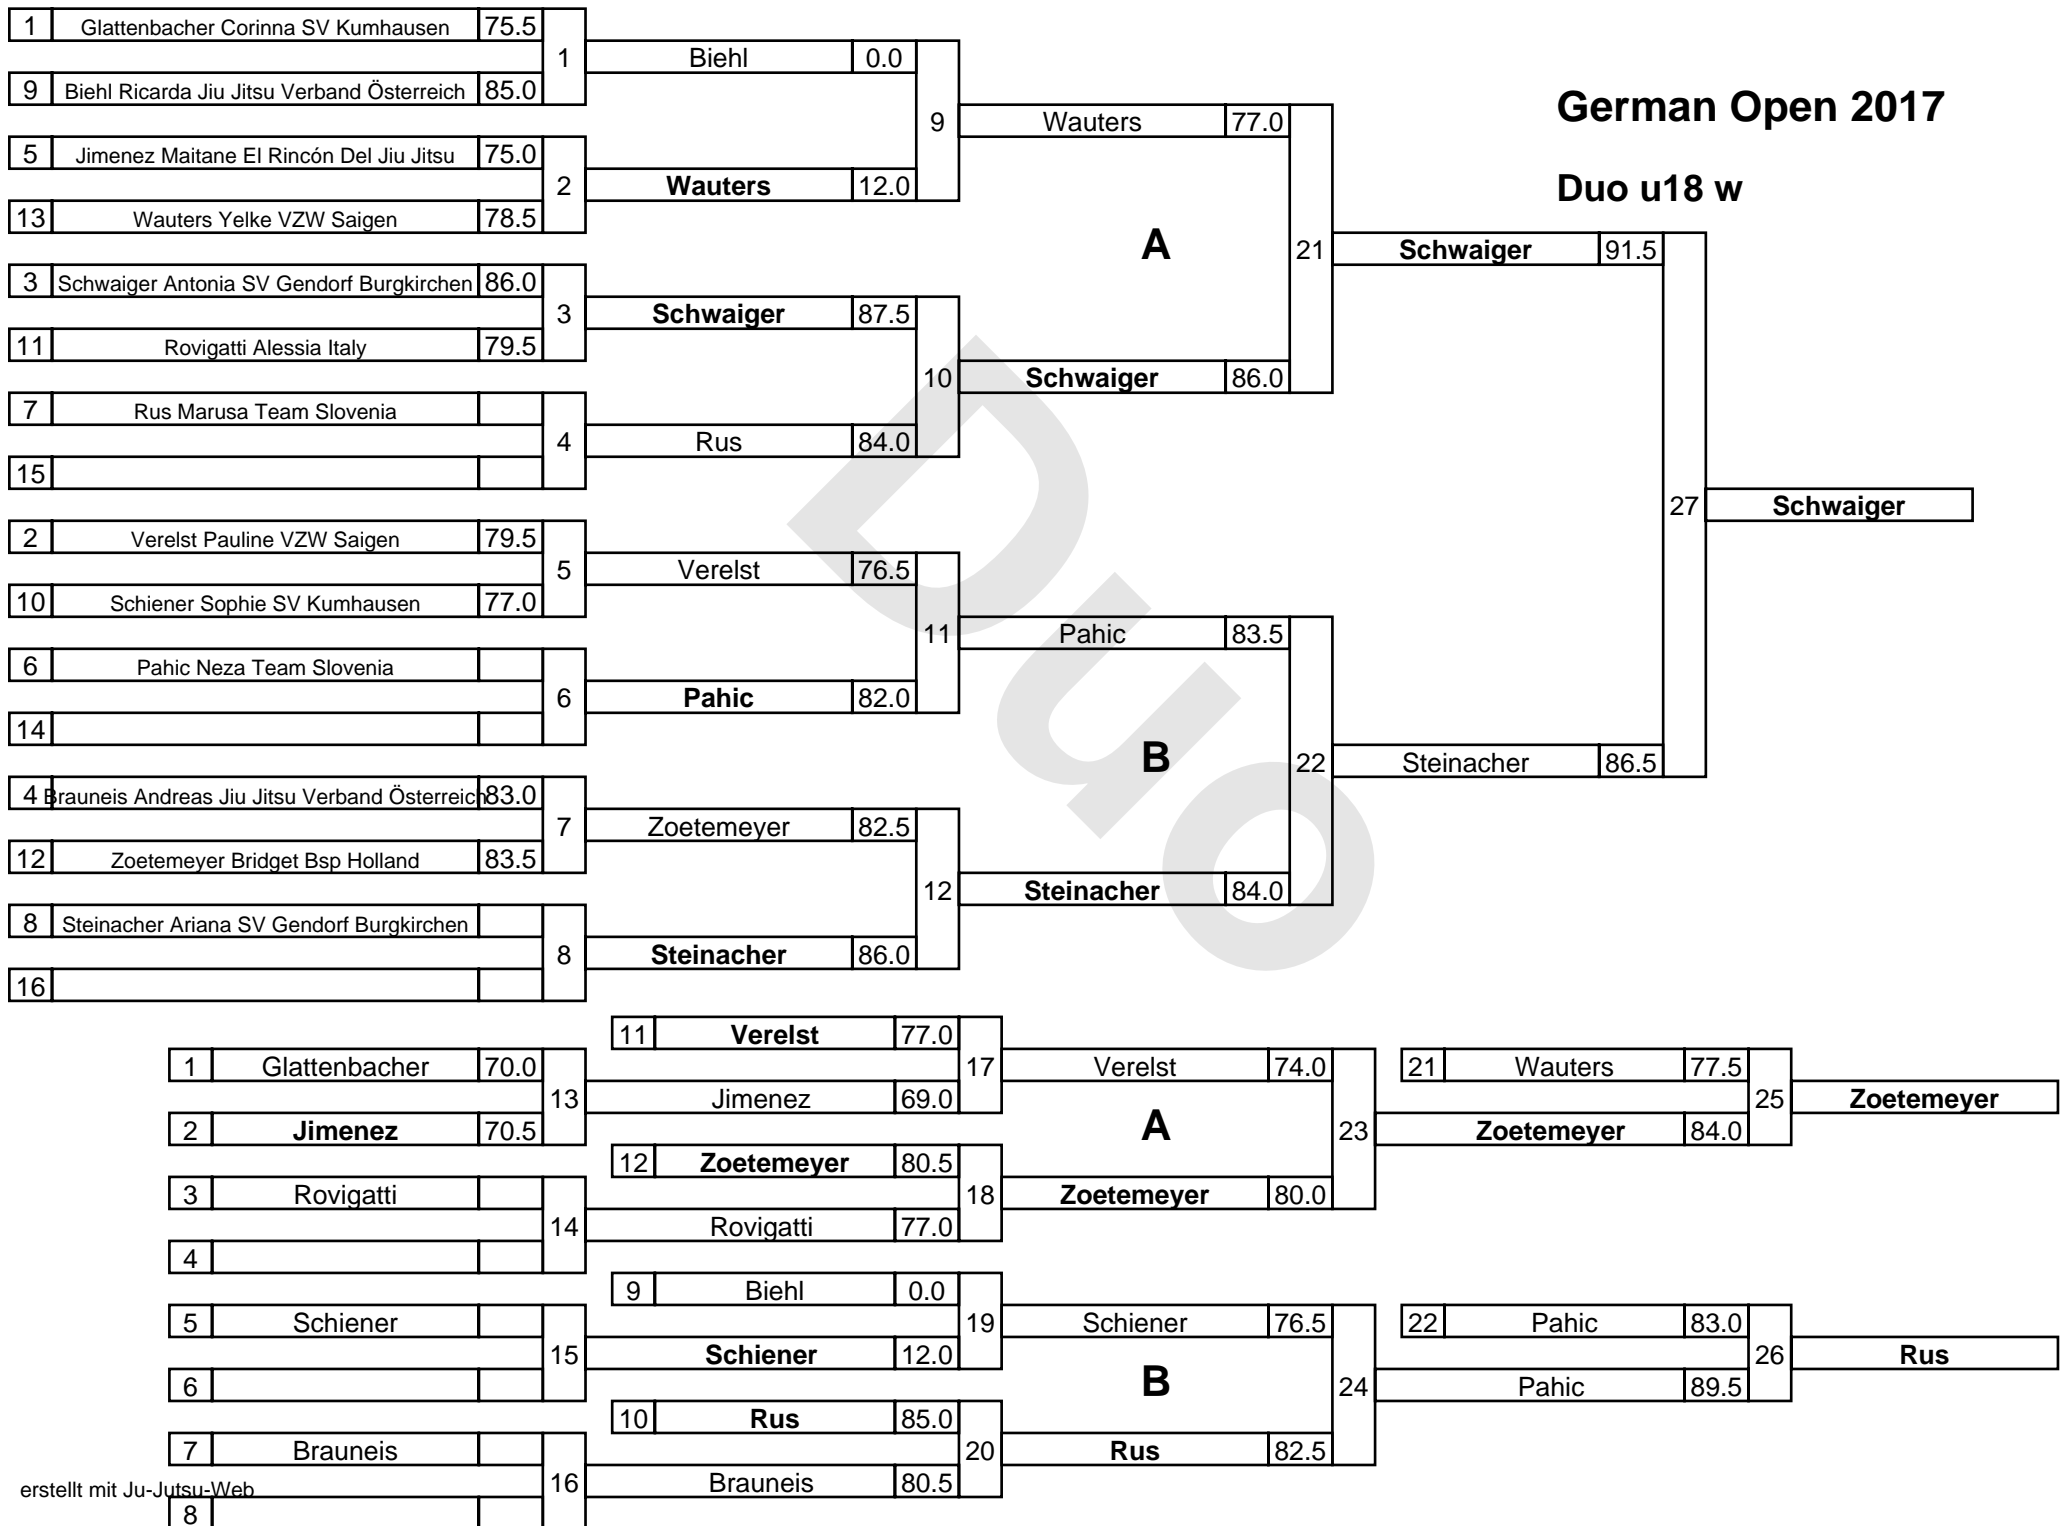 German Open 2017
Duo u18 w
1 Glattenbacher Corinna SV Kumhausen 75.5
9 Biehl Ricarda Jiu Jitsu Verband Österreich 85.0
5 Jimenez Maitane El Rincón Del Jiu Jitsu 75.0
13 Wauters Yelke VZW Saigen 78.5
3 Schwaiger Antonia SV Gendorf Burgkirchen 86.0
11 Rovigatti Alessia Italy 79.5
7 Rus Marusa Team Slovenia
15
2 Verelst Pauline VZW Saigen 79.5
10 Schiener Sophie SV Kumhausen 77.0
6 Pahic Neza Team Slovenia
14
4 Brauneis Andreas Jiu Jitsu Verband Österreich 83.0
12 Zoetemeyer Bridget Bsp Holland 83.5
8 Steinacher Ariana SV Gendorf Burgkirchen
16
1 Biehl 0.0
2 Wauters 12.0
3 Schwaiger 87.5
4 Rus 84.0
5 Verelst 76.5
6 Pahic 82.0
7 Zoetemeyer 82.5
8 Steinacher 86.0
9 Wauters 77.0
A
10 Schwaiger 86.0
11 Pahic 83.5
B
12 Steinacher 84.0
21 Schwaiger 91.5
22 Steinacher 86.5
27 Schwaiger
Duo
1 Glattenbacher 70.0
2 Jimenez 70.5
3 Rovigatti
4
5 Schiener
6
7 Brauneis
8
11 Verelst 77.0
13 Jimenez 69.0
12 Zoetemeyer 80.5
14 Rovigatti 77.0
9 Biehl 0.0
15 Schiener 12.0
10 Rus 85.0
16 Brauneis 80.5
17 Verelst 74.0
A
18 Zoetemeyer 80.0
19 Schiener 76.5
B
20 Rus 82.5
21 Wauters 77.5
23 Zoetemeyer 84.0
22 Pahic 83.0
24 Pahic 89.5
25 Zoetemeyer
26 Rus
erstellt mit Ju-Jutsu-Web